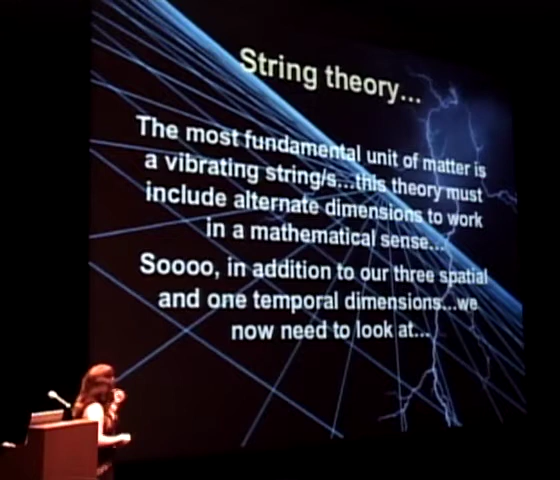 String theory...
The most fundamental unit of matter is
a vibrating string/s...this theory must
include alternate dimensions to work
in a mathematical sense...
Soooo, in addition to our three spatial
and one temporal dimensions...we
now need to look at...